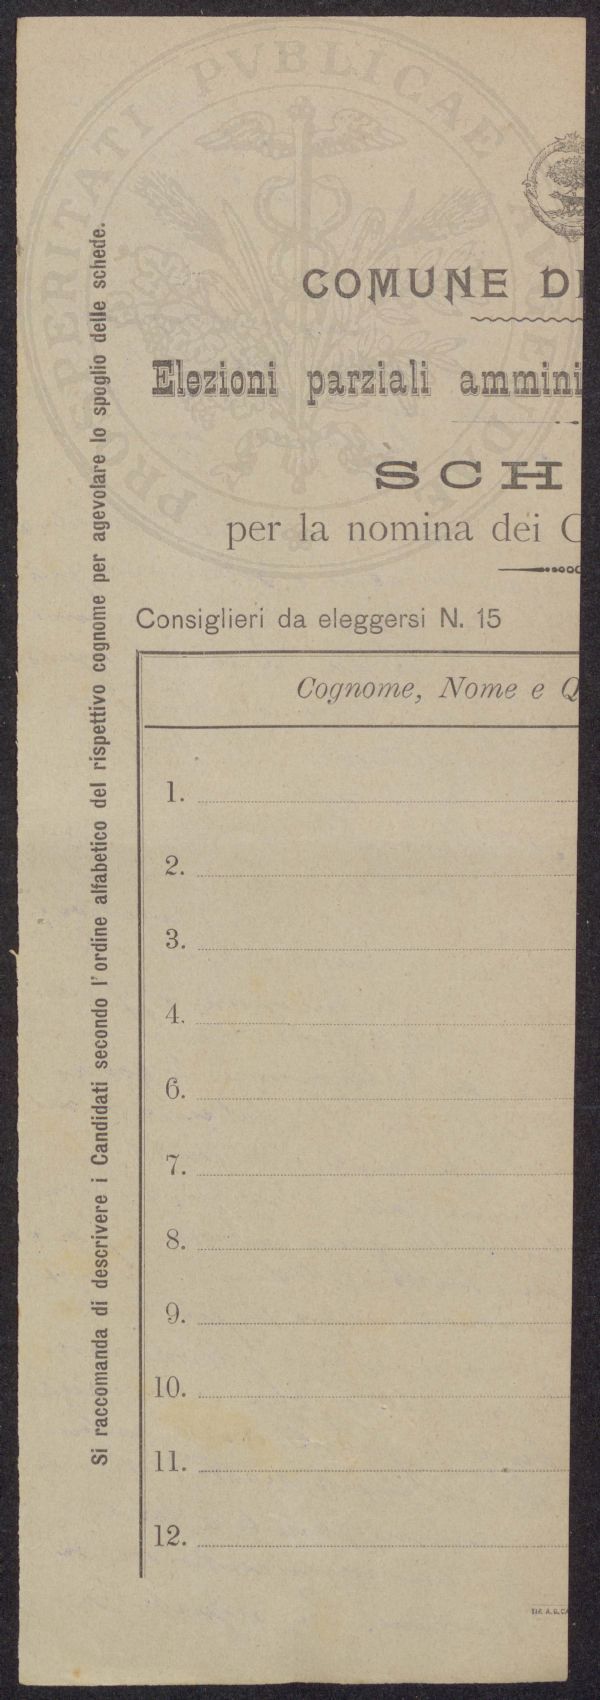 PROSPERITATI PVBLICAE
COMUNE DI
Elezioni parziali ammini
SCH
per la nomina dei C
Consiglieri da eleggersi N. 15
Cognome, Nome e Q
1.
2.
3.
4.
6.
7.
8.
9.
10.
11.
12.
Si raccomanda di descrivere i Candidati secondo l'ordine alfabetico del rispettivo cognome per agevolare lo spoglio delle schede.